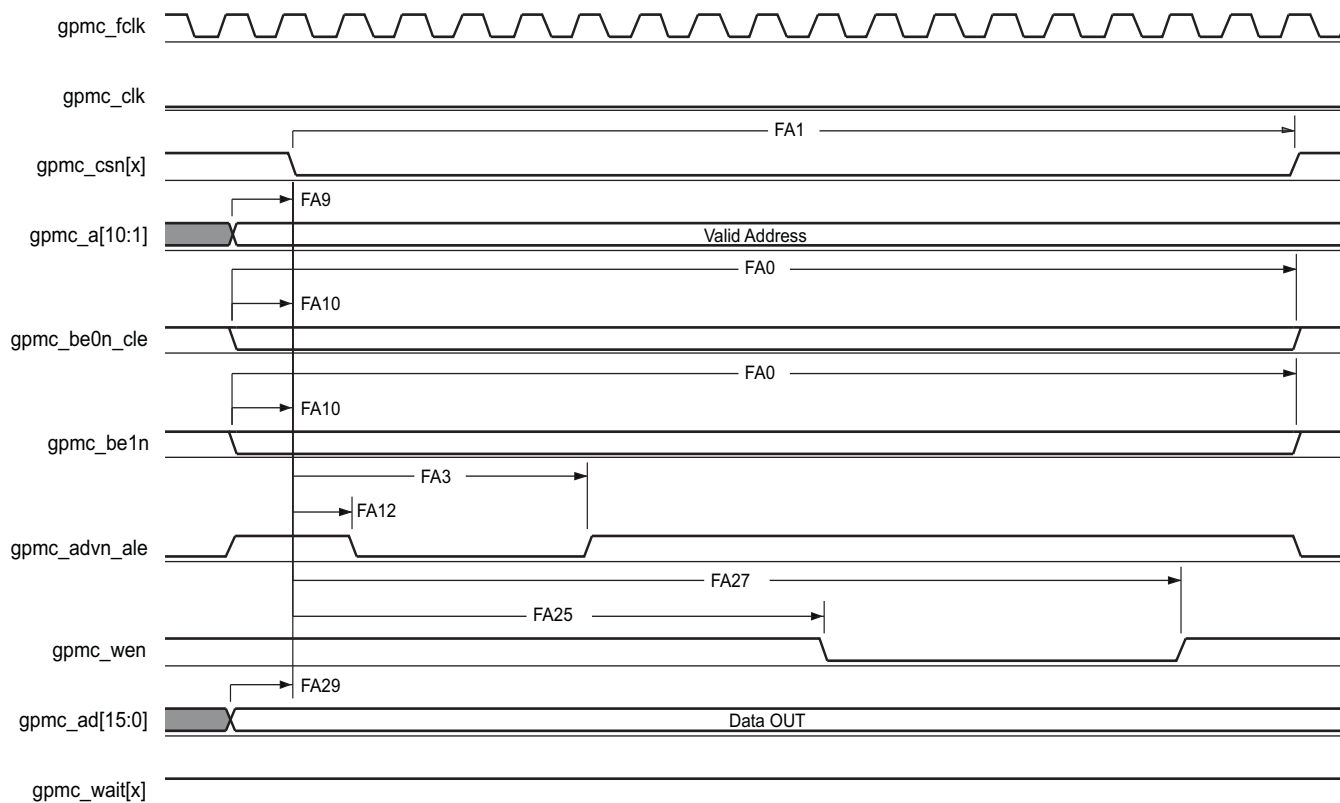 gpmc_fclk
gpmc_clk
FA1
gpmc_csn[x]
FA9
gpmc_a[10:1]
Valid Address
FA0
FA10
gpmc_be0n_cle
FA0
FA10
gpmc_be1n
FA3
FA12
gpmc_advn_ale
FA27
FA25
gpmc_wen
FA29
gpmc_ad[15:0]
Data OUT
gpmc_wait[x]